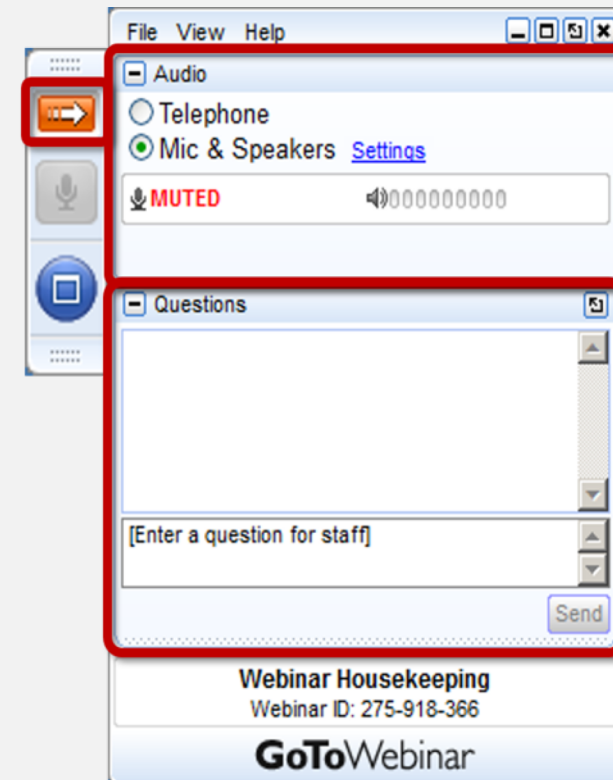 File View Help
Audio
Telephone
Mic & Speakers Settings
MUTED 000000000
Questions
[Enter a question for staff]
Send
Webinar Housekeeping
Webinar ID: 275-918-366
GoToWebinar